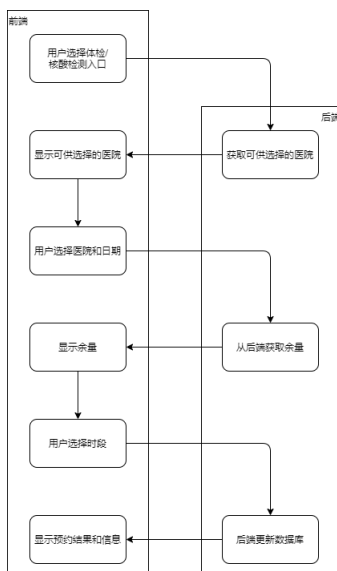 前端
用户选择体检/
核酸检测入口
后端
显示可供选择的医院
获取可供选择的医院
用户选择医院和日期
显示余量
从后端获取余量
用户选择时段
显示预约结果和信息
后端更新数据库